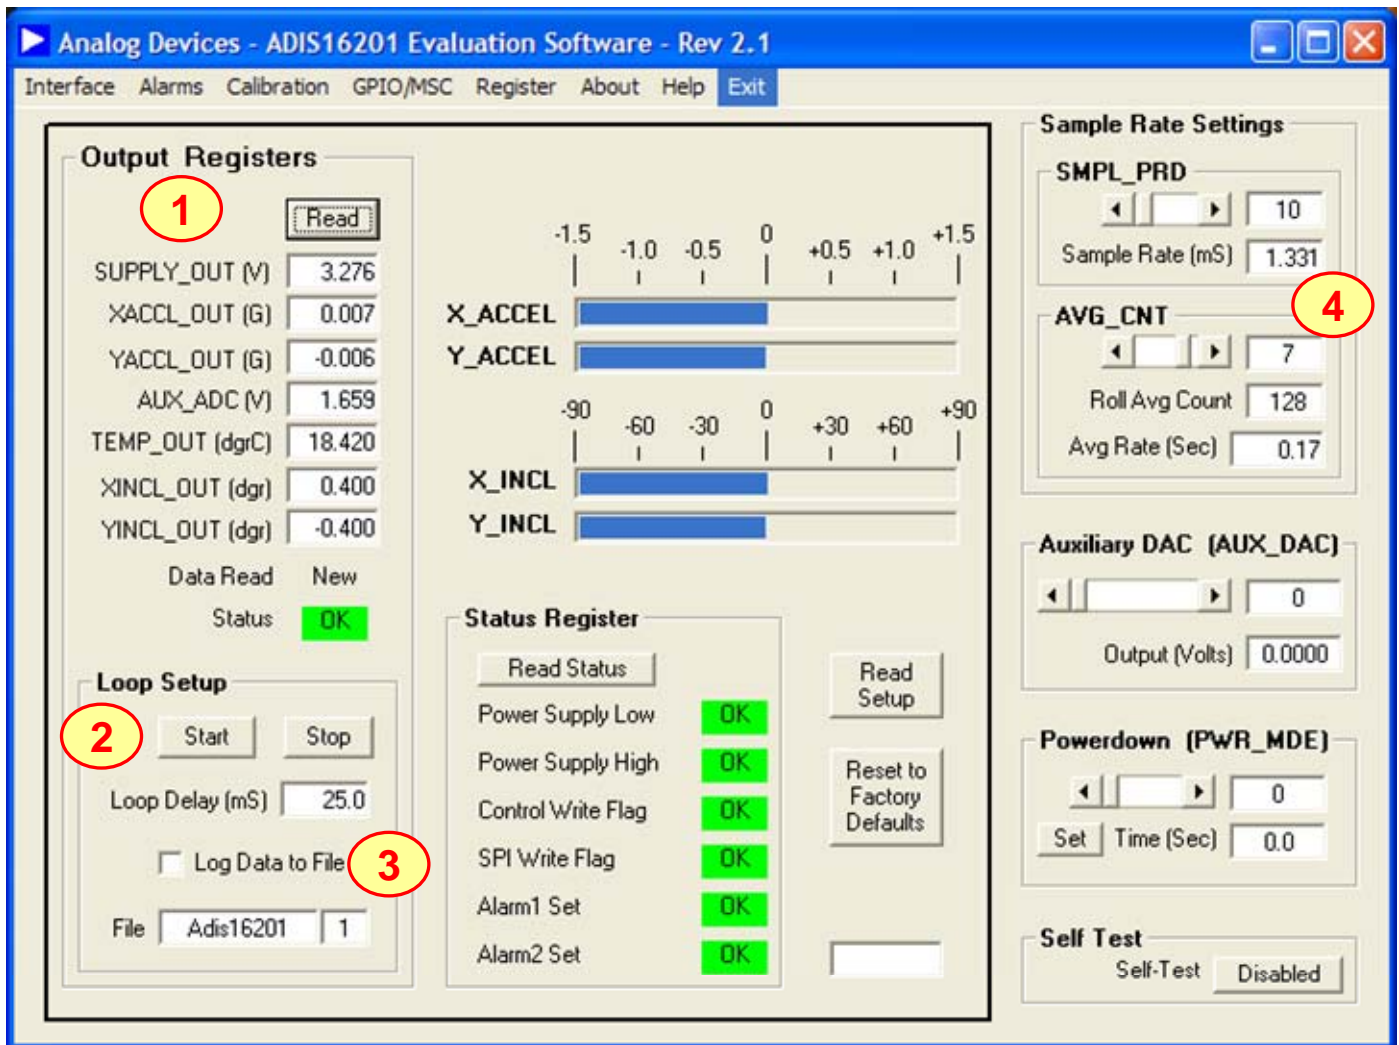 Analog Devices - ADIS16201 Evaluation Software - Rev 2.1
Interface Alarms Calibration GPIO/MSC Register About Help Exit
Output Registers
1
Read
SUPPLY_OUT (V) 3.276
XACCL_OUT (G) 0.007
YACCL_OUT (G) -0.006
AUX_ADC (V) 1.659
TEMP_OUT (dgrC) 18.420
XINCL_OUT (dgr) 0.400
YINCL_OUT (dgr) -0.400
Data Read New
Status OK
Loop Setup
2
Start Stop
Loop Delay (mS) 25.0
Log Data to File
3
File Adis16201 1
-1.5 -1.0 -0.5 0 +0.5 +1.0 +1.5
X_ACCEL
Y_ACCEL
-90 -60 -30 0 +30 +60 +90
X_INCL
Y_INCL
Status Register
Read Status
Power Supply Low OK
Power Supply High OK
Control Write Flag OK
SPI Write Flag OK
Alarm1 Set OK
Alarm2 Set OK
Read
Setup
Reset to
Factory
Defaults
Sample Rate Settings
SMPL_PRD
10
Sample Rate (mS) 1.331
4
AVG_CNT
7
Roll Avg Count 128
Avg Rate (Sec) 0.17
Auxiliary DAC (AUX_DAC)
0
Output (Volts) 0.0000
Powerdown (PWR_MDE)
0
Set Time (Sec) 0.0
Self Test
Self-Test Disabled